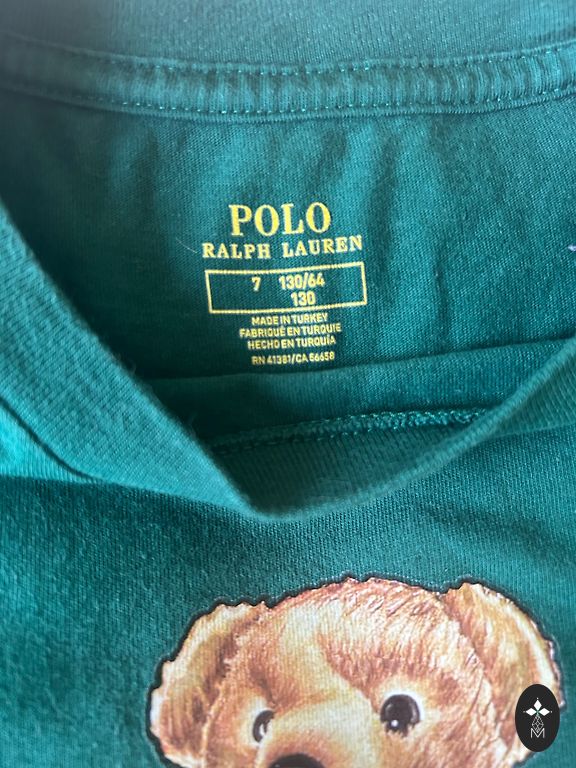 POLO
RALPH LAUREN
7 130/64
130
MADE IN TURKEY
FABRIQUÉ EN TURQUIE
HECHO EN TURQUÍA
RN 41381/CA 56658
M